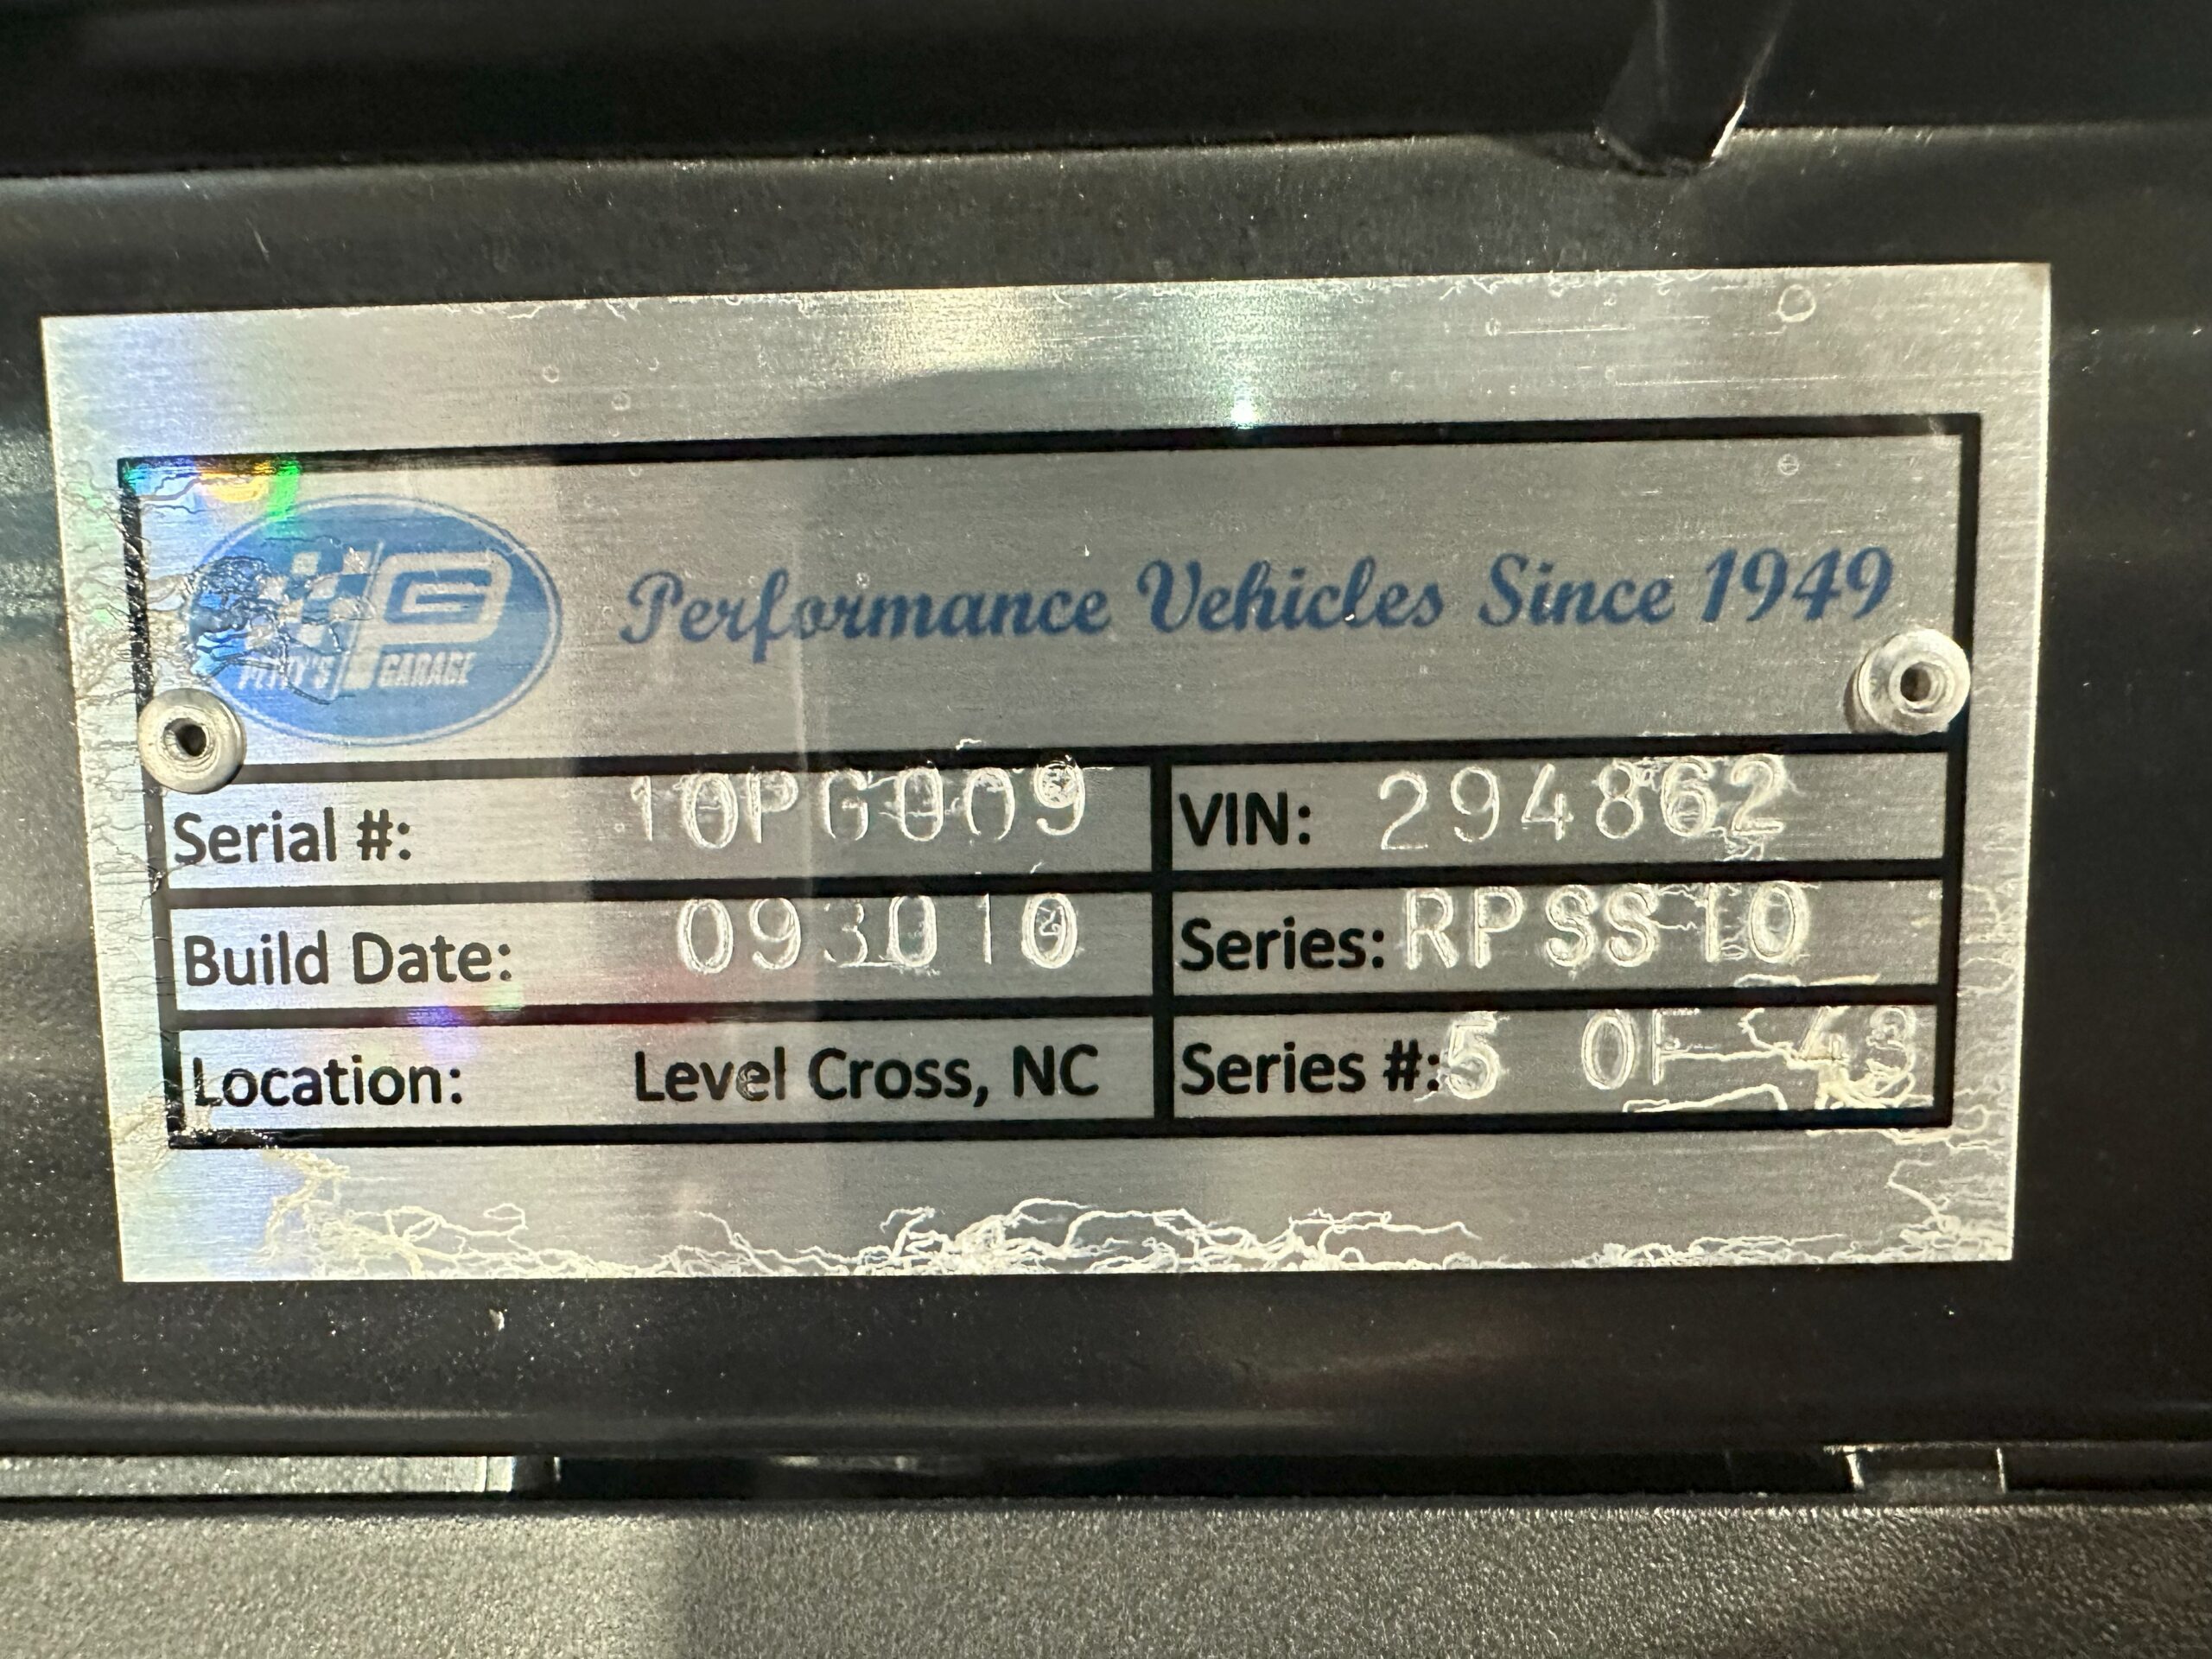 PG
PETTY'S GARAGE
Performance Vehicles Since 1949
Serial #: 10PG009
VIN: 294862
Build Date: 093010
Series: RPSS10
Location: Level Cross, NC
Series #: 5 OF 43